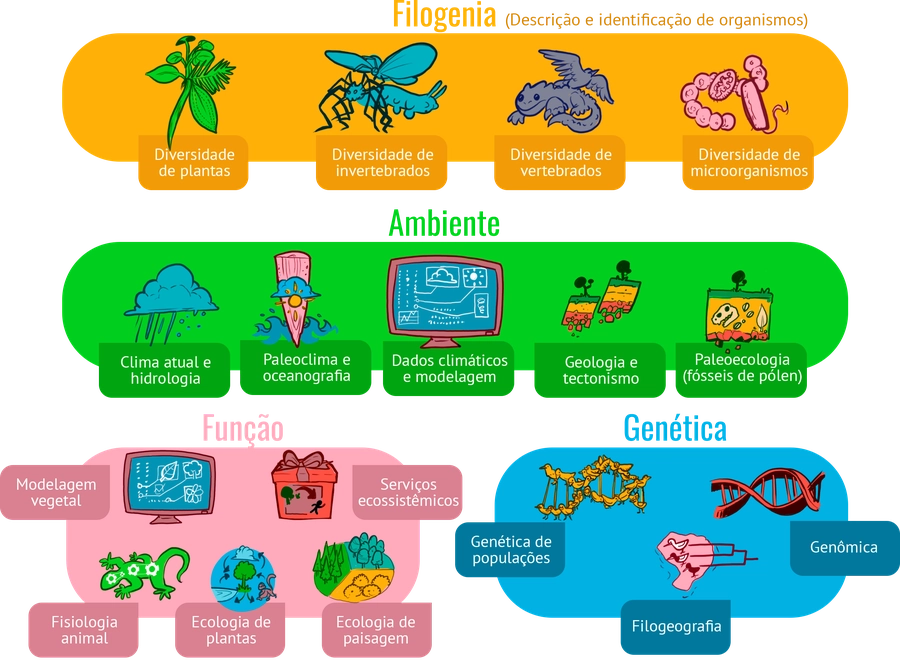 Filogenia (Descrição e identificação de organismos)
Diversidade
de plantas
Diversidade de
invertebrados
Diversidade de
vertebrados
Diversidade de
microorganismos
Ambiente
Clima atual e
hidrologia
Paleoclima e
oceanografia
Dados climáticos
e modelagem
Geologia e
tectonismo
Paleoecologia
(fósseis de pólen)
Função
Modelagem
vegetal
Serviços
ecossistêmicos
Fisiologia
animal
Ecologia de
plantas
Ecologia de
paisagem
Genética
Genética de
populações
Genômica
Filogeografia